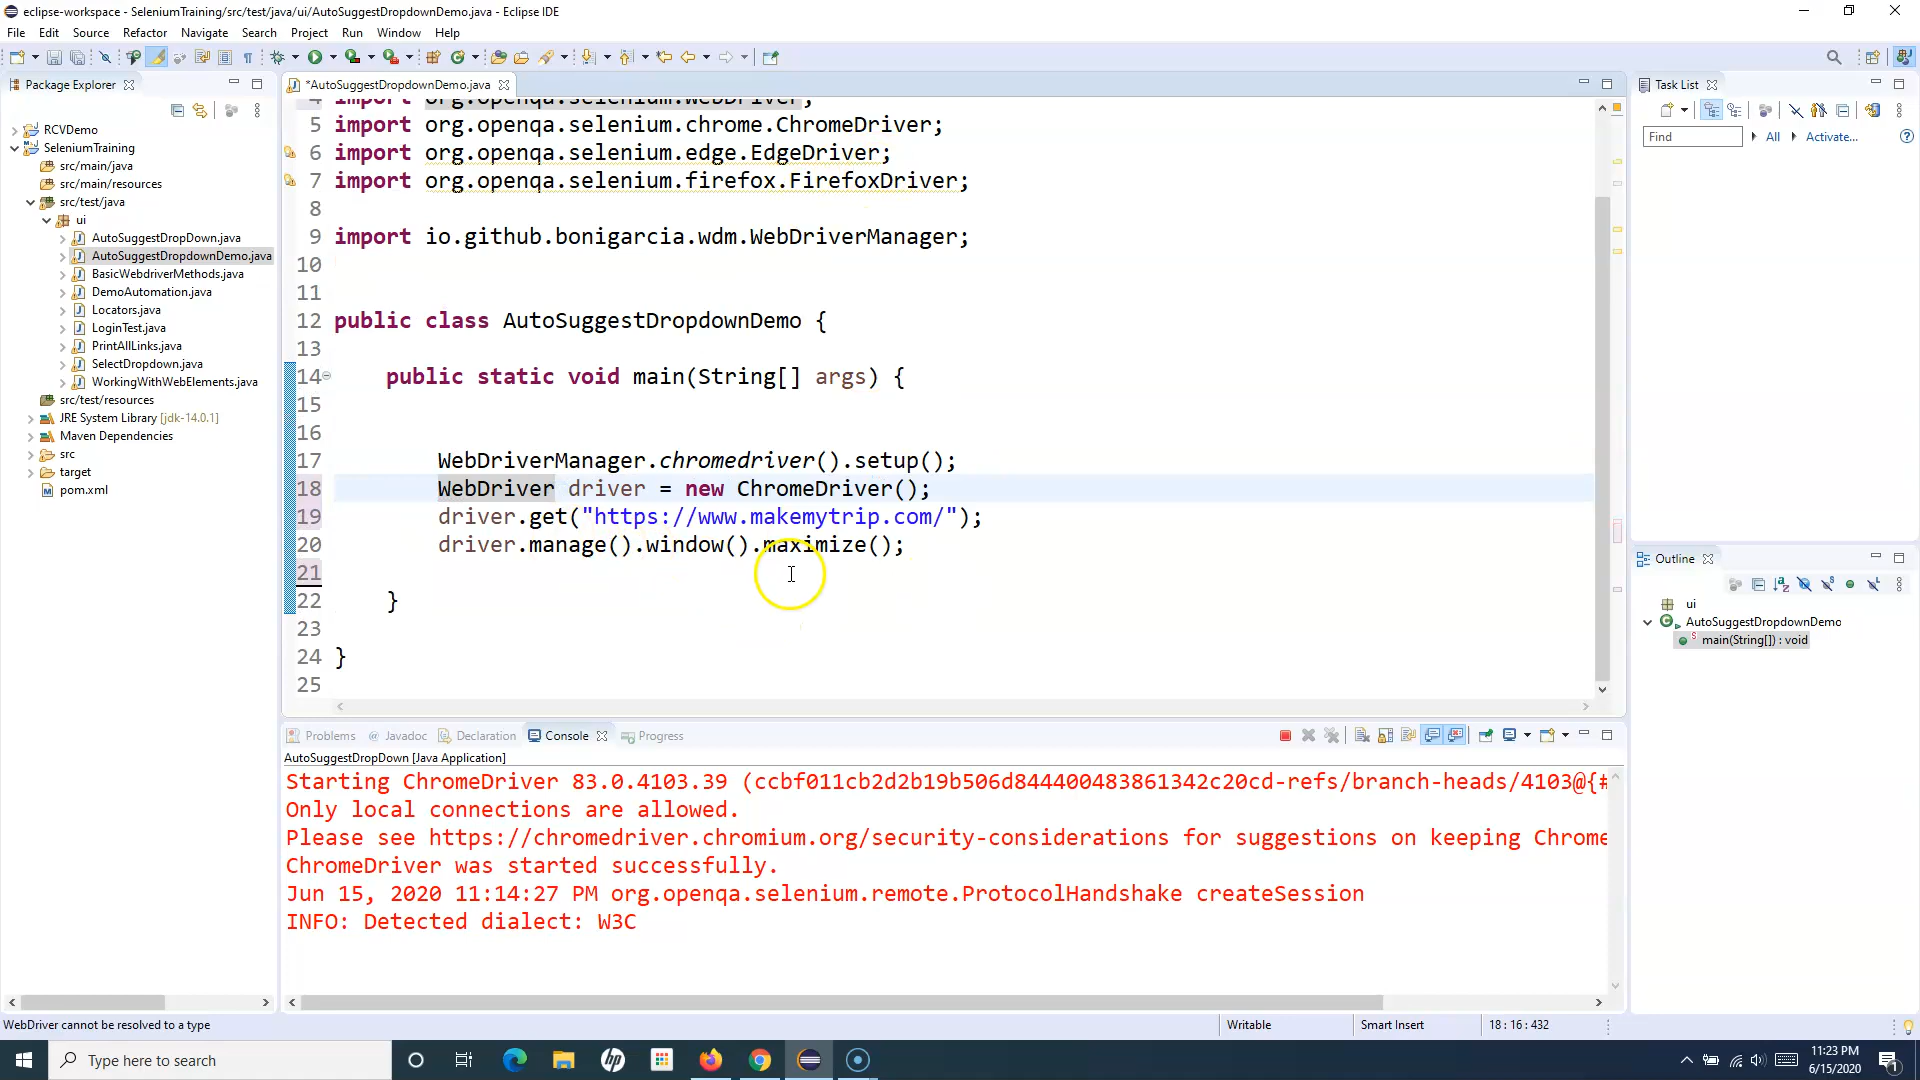 eclipse-workspace - SeleniumTraining/src/test/java/ui/AutoSuggestDropdownDemo.java - Eclipse IDE
File Edit Source Refactor Navigate Search Project Run Window Help
Package Explorer
*AutoSuggestDropdownDemo.java
Task List
Find All Activate...
RCVDemo
SeleniumTraining
src/main/java
src/main/resources
src/test/java
ui
AutoSuggestDropDown.java
AutoSuggestDropdownDemo.java
BasicWebdriverMethods.java
DemoAutomation.java
Locators.java
LoginTest.java
PrintAllLinks.java
SelectDropdown.java
WorkingWithWebElements.java
src/test/resources
JRE System Library [jdk-14.0.1]
Maven Dependencies
src
target
pom.xml
4 import org.openqa.selenium.WebDriver;
5 import org.openqa.selenium.chrome.ChromeDriver;
6 import org.openqa.selenium.edge.EdgeDriver;
7 import org.openqa.selenium.firefox.FirefoxDriver;
8
9 import io.github.bonigarcia.wdm.WebDriverManager;
10
11
12 public class AutoSuggestDropdownDemo {
13
14 public static void main(String[] args) {
15
16
17 WebDriverManager.chromedriver().setup();
18 WebDriver driver = new ChromeDriver();
19 driver.get("https://www.makemytrip.com/");
20 driver.manage().window().maximize();
21
22 }
23
24 }
25
Outline
ui
AutoSuggestDropdownDemo
main(String[]) : void
Problems Javadoc Declaration Console Progress
AutoSuggestDropDown [Java Application]
Starting ChromeDriver 83.0.4103.39 (ccbf011cb2d2b19b506d844400483861342c20cd-refs/branch-heads/4103@{#
Only local connections are allowed.
Please see https://chromedriver.chromium.org/security-considerations for suggestions on keeping Chrome
ChromeDriver was started successfully.
Jun 15, 2020 11:14:27 PM org.openqa.selenium.remote.ProtocolHandshake createSession
INFO: Detected dialect: W3C
WebDriver cannot be resolved to a type
Writable Smart Insert 18 : 16 : 432
Type here to search
11:23 PM
6/15/2020
1